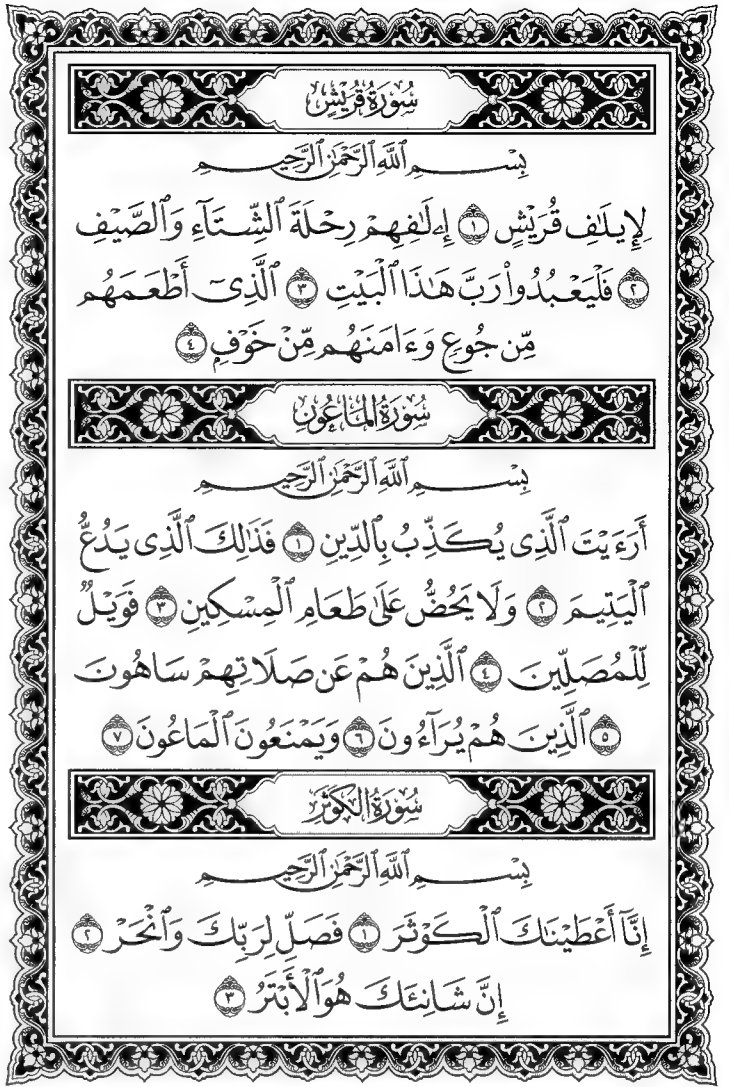 سُورَةُ قُرَيْشٍ
بِسْمِ ٱللَّهِ ٱلرَّحْمَٰنِ ٱلرَّحِيمِ
لِإِيلَٰفِ قُرَيْشٍ ١ إِۦلَٰفِهِمْ رِحْلَةَ ٱلشِّتَآءِ وَٱلصَّيْفِ
٢ فَلْيَعْبُدُوا۟ رَبَّ هَٰذَا ٱلْبَيْتِ ٣ ٱلَّذِىٓ أَطْعَمَهُم
مِّن جُوعٍ وَءَامَنَهُم مِّنْ خَوْفٍۭ ٤
سُورَةُ المَاعُونِ
بِسْمِ ٱللَّهِ ٱلرَّحْمَٰنِ ٱلرَّحِيمِ
أَرَءَيْتَ ٱلَّذِى يُكَذِّبُ بِٱلدِّينِ ١ فَذَٰلِكَ ٱلَّذِى يَدُعُّ
ٱلْيَتِيمَ ٢ وَلَا يَحُضُّ عَلَىٰ طَعَامِ ٱلْمِسْكِينِ ٣ فَوَيْلٌ
لِّلْمُصَلِّينَ ٤ ٱلَّذِينَ هُمْ عَن صَلَاتِهِمْ سَاهُونَ
٥ ٱلَّذِينَ هُمْ يُرَآءُونَ ٦ وَيَمْنَعُونَ ٱلْمَاعُونَ ٧
سُورَةُ الكَوْثَرِ
بِسْمِ ٱللَّهِ ٱلرَّحْمَٰنِ ٱلرَّحِيمِ
إِنَّآ أَعْطَيْنَٰكَ ٱلْكَوْثَرَ ١ فَصَلِّ لِرَبِّكَ وَٱنْحَرْ ٢
إِنَّ شَانِئَكَ هُوَ ٱلْأَبْتَرُ ٣